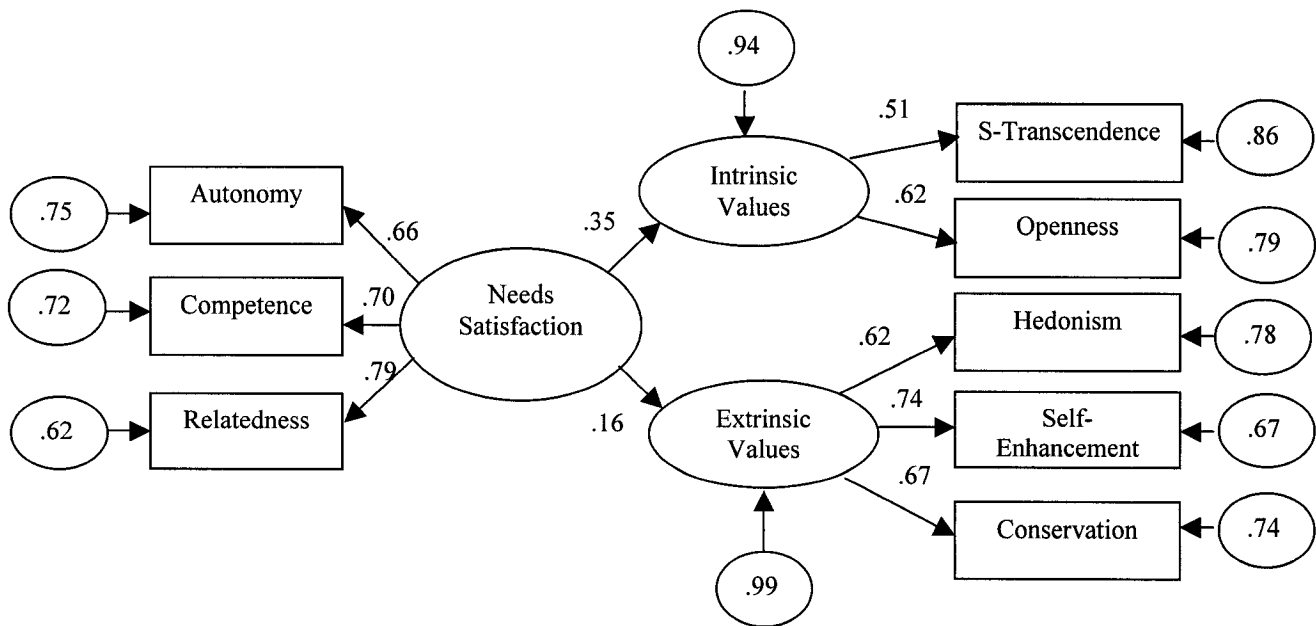 .94
.51
S-Transcendence
.86
Intrinsic
Values
.75
Autonomy
.66
.35
.62
Openness
.79
.72
Competence
.70
Needs
Satisfaction
Hedonism
.78
.62
.79
.62
Relatedness
.16
Extrinsic
Values
.74
Self-
Enhancement
.67
.67
Conservation
.74
.99